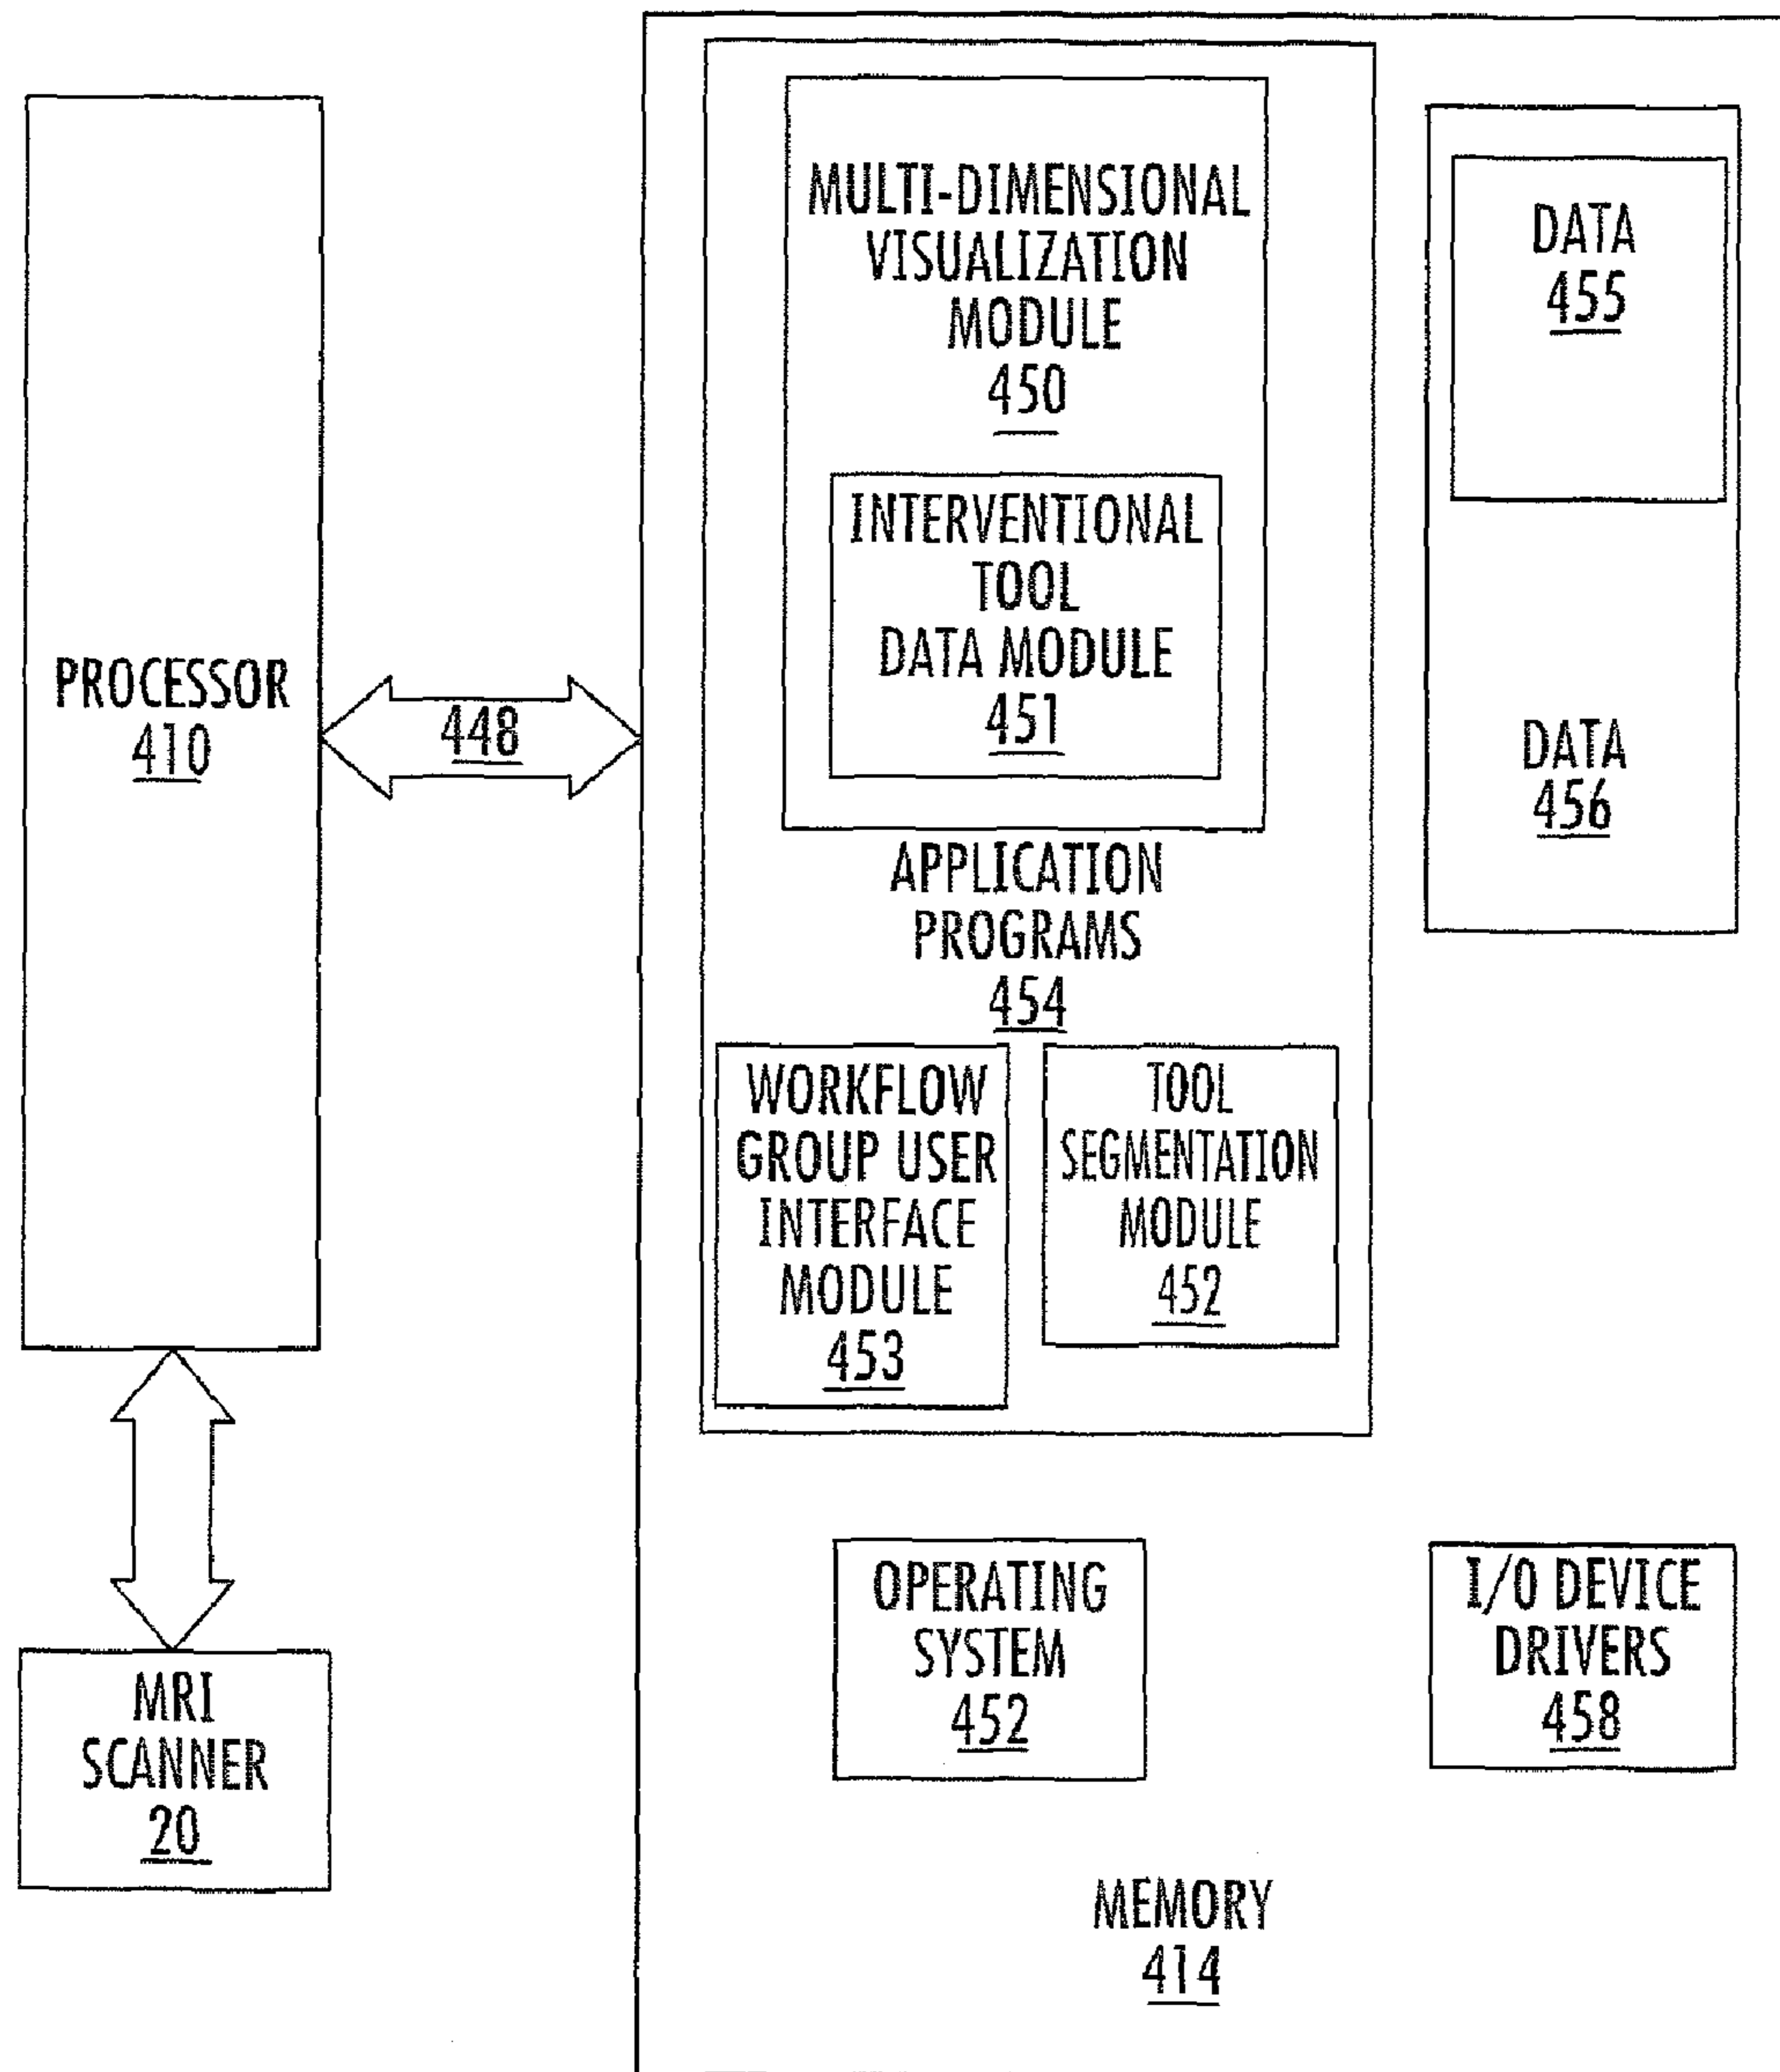 PROCESSOR
410
448
MRI
SCANNER
20
MULTI-DIMENSIONAL
VISUALIZATION
MODULE
450
INTERVENTIONAL
TOOL
DATA MODULE
451
APPLICATION
PROGRAMS
454
WORKFLOW
GROUP USER
INTERFACE
MODULE
453
TOOL
SEGMENTATION
MODULE
452
DATA
455
DATA
456
OPERATING
SYSTEM
452
I/O DEVICE
DRIVERS
458
MEMORY
414